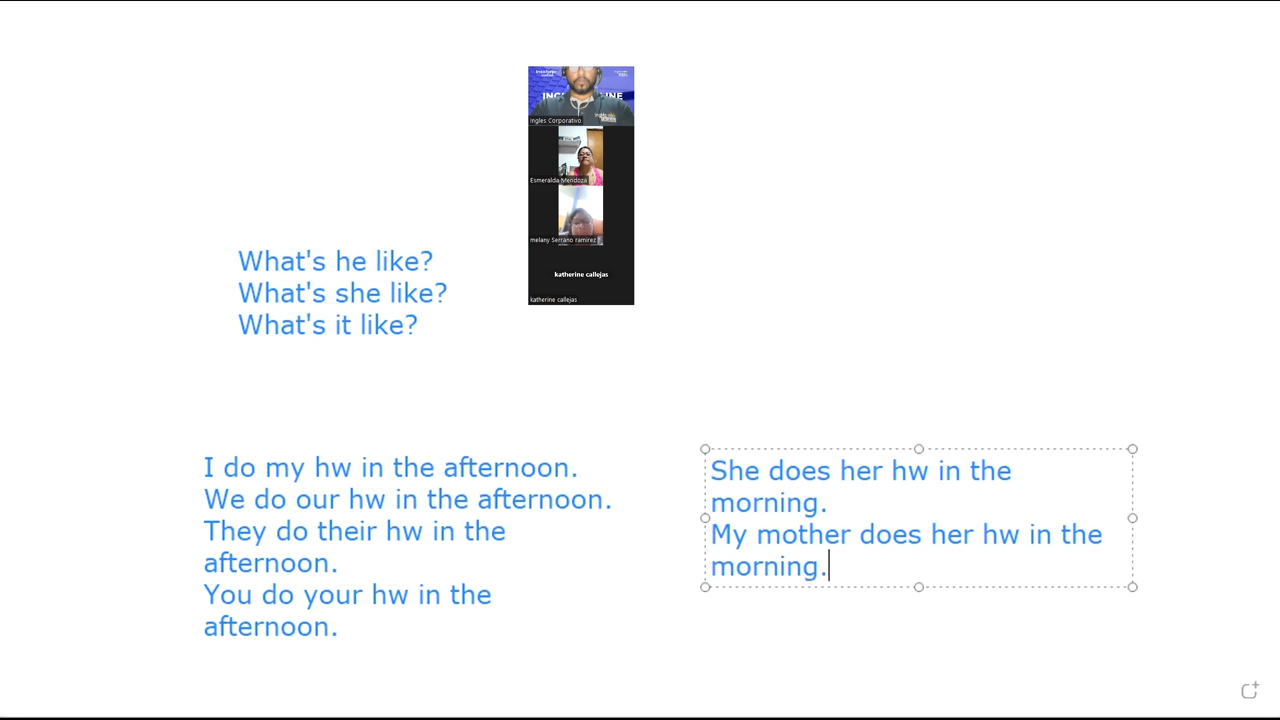 INGL
LINE
Ingles Corporativo
Esmeralda Mendoza
melany Serrano ramirez
katherine callejas
katherine callejas
What's he like?
What's she like?
What's it like?
I do my hw in the afternoon.
We do our hw in the afternoon.
They do their hw in the
afternoon.
You do your hw in the
afternoon.
She does her hw in the
morning.
My mother does her hw in the
morning.